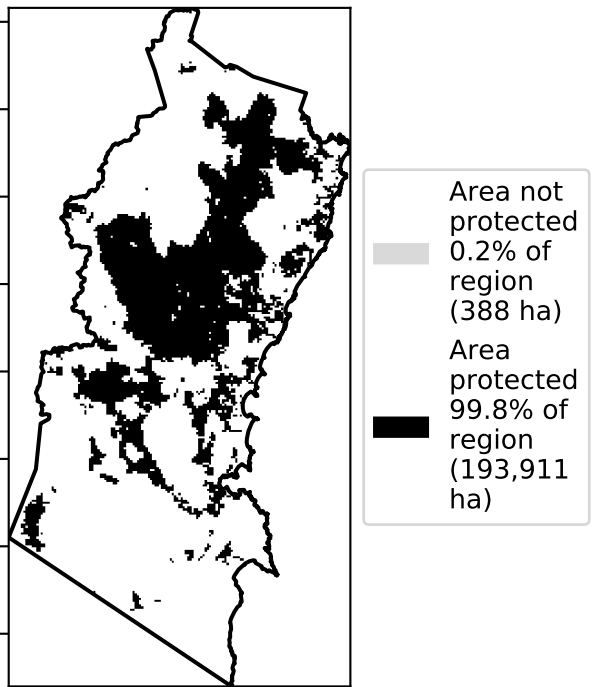 Area not
protected
0.2% of
region
(388 ha)
Area
protected
99.8% of
region
(193,911
ha)